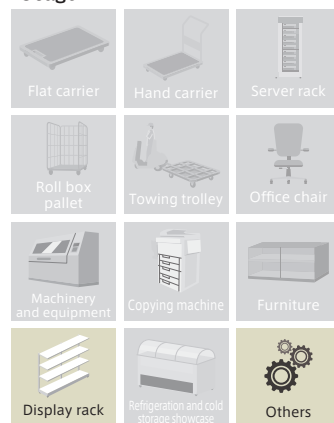 Flat carrier
Hand carrier
Server rack
Roll box
pallet
Towing trolley
Office chair
Machinery
and equipment
Copying machine
Furniture
Display rack
Refrigeration and cold
storage showcase
Others